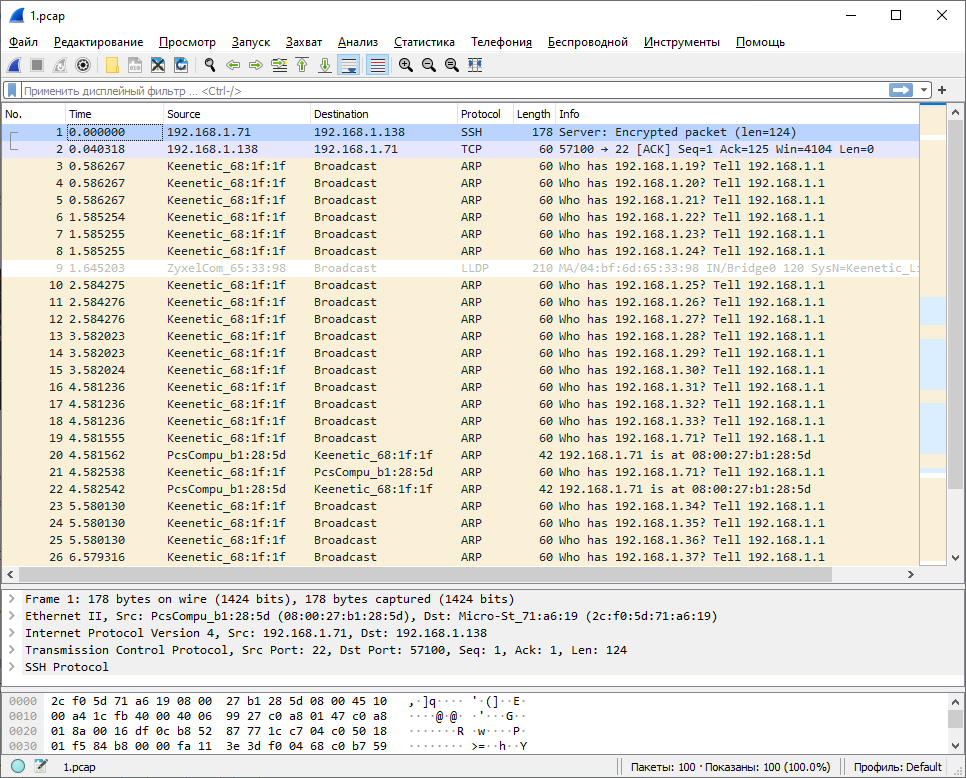 1.pcap
Файл Редактирование Просмотр Запуск Захват Анализ Статистика Телефония Беспроводной Инструменты Помощь
Применить дисплейный фильтр ... <Ctrl-/>
No. Time Source Destination Protocol Length Info
1 0.000000 192.168.1.71 192.168.1.138 SSH 178 Server: Encrypted packet (len=124)
2 0.040318 192.168.1.138 192.168.1.71 TCP 60 57100 → 22 [ACK] Seq=1 Ack=125 Win=4104 Len=0
3 0.586267 Keenetic_68:1f:1f Broadcast ARP 60 Who has 192.168.1.19? Tell 192.168.1.1
4 0.586267 Keenetic_68:1f:1f Broadcast ARP 60 Who has 192.168.1.20? Tell 192.168.1.1
5 0.586267 Keenetic_68:1f:1f Broadcast ARP 60 Who has 192.168.1.21? Tell 192.168.1.1
6 1.585254 Keenetic_68:1f:1f Broadcast ARP 60 Who has 192.168.1.22? Tell 192.168.1.1
7 1.585255 Keenetic_68:1f:1f Broadcast ARP 60 Who has 192.168.1.23? Tell 192.168.1.1
8 1.585255 Keenetic_68:1f:1f Broadcast ARP 60 Who has 192.168.1.24? Tell 192.168.1.1
9 1.645203 ZyxelCom_65:33:98 Broadcast LLDP 210 MA/04:bf:6d:65:33:98 IN/Bridge0 120 SysN=Keenetic_L
10 2.584275 Keenetic_68:1f:1f Broadcast ARP 60 Who has 192.168.1.25? Tell 192.168.1.1
11 2.584276 Keenetic_68:1f:1f Broadcast ARP 60 Who has 192.168.1.26? Tell 192.168.1.1
12 2.584276 Keenetic_68:1f:1f Broadcast ARP 60 Who has 192.168.1.27? Tell 192.168.1.1
13 3.582023 Keenetic_68:1f:1f Broadcast ARP 60 Who has 192.168.1.28? Tell 192.168.1.1
14 3.582023 Keenetic_68:1f:1f Broadcast ARP 60 Who has 192.168.1.29? Tell 192.168.1.1
15 3.582024 Keenetic_68:1f:1f Broadcast ARP 60 Who has 192.168.1.30? Tell 192.168.1.1
16 4.581236 Keenetic_68:1f:1f Broadcast ARP 60 Who has 192.168.1.31? Tell 192.168.1.1
17 4.581236 Keenetic_68:1f:1f Broadcast ARP 60 Who has 192.168.1.32? Tell 192.168.1.1
18 4.581236 Keenetic_68:1f:1f Broadcast ARP 60 Who has 192.168.1.33? Tell 192.168.1.1
19 4.581555 Keenetic_68:1f:1f Broadcast ARP 60 Who has 192.168.1.71? Tell 192.168.1.1
20 4.581562 PcsCompu_b1:28:5d Keenetic_68:1f:1f ARP 42 192.168.1.71 is at 08:00:27:b1:28:5d
21 4.582538 Keenetic_68:1f:1f PcsCompu_b1:28:5d ARP 60 Who has 192.168.1.71? Tell 192.168.1.1
22 4.582542 PcsCompu_b1:28:5d Keenetic_68:1f:1f ARP 42 192.168.1.71 is at 08:00:27:b1:28:5d
23 5.580130 Keenetic_68:1f:1f Broadcast ARP 60 Who has 192.168.1.34? Tell 192.168.1.1
24 5.580130 Keenetic_68:1f:1f Broadcast ARP 60 Who has 192.168.1.35? Tell 192.168.1.1
25 5.580130 Keenetic_68:1f:1f Broadcast ARP 60 Who has 192.168.1.36? Tell 192.168.1.1
26 6.579316 Keenetic_68:1f:1f Broadcast ARP 60 Who has 192.168.1.37? Tell 192.168.1.1
Frame 1: 178 bytes on wire (1424 bits), 178 bytes captured (1424 bits)
Ethernet II, Src: PcsCompu_b1:28:5d (08:00:27:b1:28:5d), Dst: Micro-St_71:a6:19 (2c:f0:5d:71:a6:19)
Internet Protocol Version 4, Src: 192.168.1.71, Dst: 192.168.1.138
Transmission Control Protocol, Src Port: 22, Dst Port: 57100, Seq: 1, Ack: 1, Len: 124
SSH Protocol
0000 2c f0 5d 71 a6 19 08 00 27 b1 28 5d 08 00 45 10 ,·]q···· '·(]··E·
0010 00 a4 1c fb 40 00 40 06 99 27 c0 a8 01 47 c0 a8 ····@·@· ·'···G··
0020 01 8a 00 16 df 0c b8 52 87 77 1c c7 04 c0 50 18 ·······R ·w····P·
0030 01 f5 84 b8 00 00 fa 11 3e 3d f0 04 68 c0 b7 59 ········ >=··h··Y
1.pcap Пакеты: 100 · Показаны: 100 (100.0%) Профиль: Default